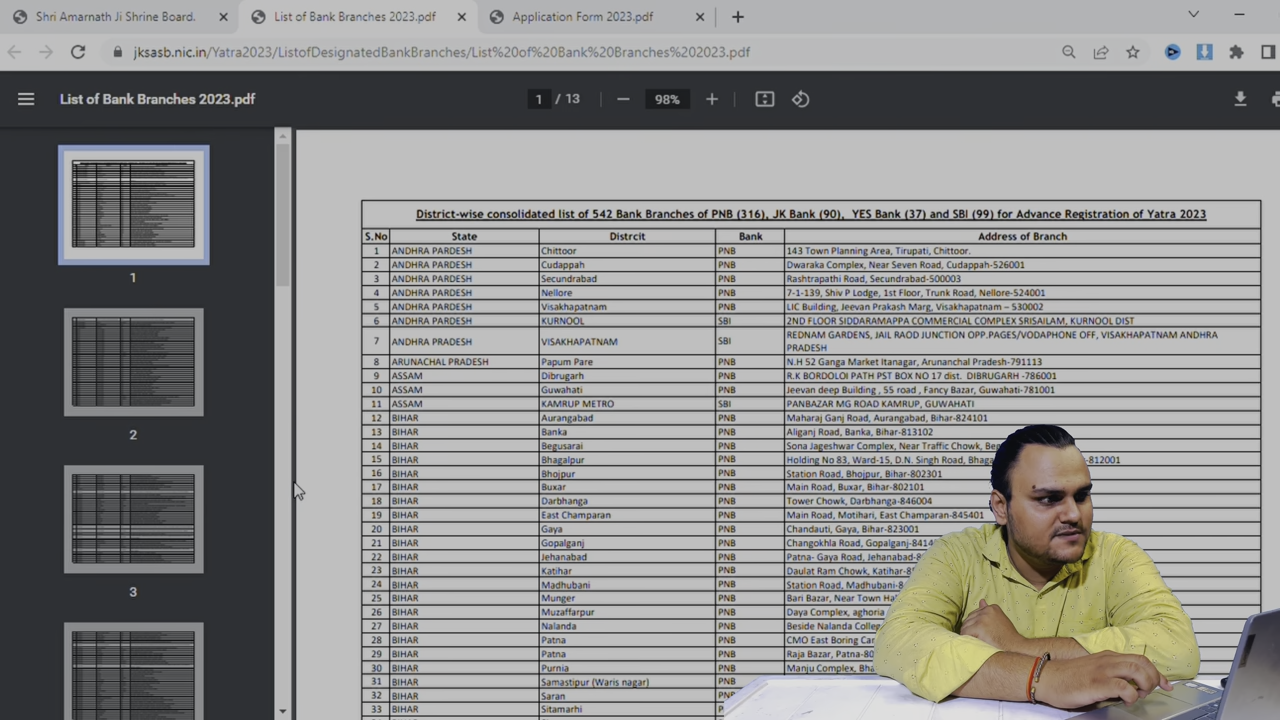 Shri Amarnath Ji Shrine Board.
List of Bank Branches 2023.pdf
Application Form 2023.pdf
jksasb.nic.in/Yatra2023/ListofDesignatedBankBranches/List%20of%20Bank%20Branches%202023.pdf
List of Bank Branches 2023.pdf
1 / 13
98%
1
2
3
District-wise consolidated list of 542 Bank Branches of PNB (316), JK Bank (90), YES Bank (37) and SBI (99) for Advance Registration of Yatra 2023
S.No State Distrcit Bank Address of Branch
1 ANDHRA PARDESH Chittoor PNB 143 Town Planning Area, Tirupati, Chittoor.
2 ANDHRA PARDESH Cudappah PNB Dwaraka Complex, Near Seven Road, Cudappah-526001
3 ANDHRA PARDESH Secundrabad PNB Rashtrapathi Road, Secundrabad-500003
4 ANDHRA PARDESH Nellore PNB 7-1-139, Shiv P Lodge, 1st Floor, Trunk Road, Nellore-524001
5 ANDHRA PARDESH Visakhapatnam PNB LIC Building, Jeevan Prakash Marg, Visakhapatnam – 530002
6 ANDHRA PARDESH KURNOOL SBI 2ND FLOOR SIDDARAMAPPA COMMERCIAL COMPLEX SRISAILAM, KURNOOL DIST
7 ANDHRA PARDESH VISAKHAPATNAM SBI REDNAM GARDENS, JAIL RAOD JUNCTION OPP.PAGES/VODAPHONE OFF, VISAKHAPATNAM ANDHRA
PRADESH
8 ARUNACHAL PRADESH Papum Pare PNB N.H 52 Ganga Market Itanagar, Arunanchal Pradesh-791113
9 ASSAM Dibrugarh PNB R.K BORDOLOI PATH PST BOX NO 17 dist. DIBRUGARH -786001
10 ASSAM Guwahati PNB Jeevan deep Building , 55 road , Fancy Bazar, Guwahati-781001
11 ASSAM KAMRUP METRO SBI PANBAZAR MG ROAD KAMRUP, GUWAHATI
12 BIHAR Aurangabad PNB Maharaj Ganj Road, Aurangabad, Bihar-824101
13 BIHAR Banka PNB Aliganj Road, Banka, Bihar-813102
14 BIHAR Begusarai PNB Sona Jageshwar Complex, Near Traffic Chowk,
15 BIHAR Bhagalpur PNB Holding No 83, Ward-15, D.N. Singh Road, -812001
16 BIHAR Bhojpur PNB Station Road, Bhojpur, Bihar-802301
17 BIHAR Buxar PNB Main Road, Buxar, Bihar-802101
18 BIHAR Darbhanga PNB Tower Chowk, Darbhanga-846004
19 BIHAR East Champaran PNB Main Road, Motihari, East Champaran-845401
20 BIHAR Gaya PNB Chandauti, Gaya, Bihar-823001
21 BIHAR Gopalganj PNB Changokhla Road, Gopalganj-8414
22 BIHAR Jehanabad PNB Patna- Gaya Road, Jehanabad-8
23 BIHAR Katihar PNB Daulat Ram Chowk, Katihar-8
24 BIHAR Madhubani PNB Station Road, Madhubani-
25 BIHAR Munger PNB Bari Bazar, Near Town
26 BIHAR Muzaffarpur PNB Daya Complex, aghoria
27 BIHAR Nalanda PNB Beside Nalanda
28 BIHAR Patna PNB CMO East Boring
29 BIHAR Patna PNB Raja Bazar, Patna-80
30 BIHAR Purnia PNB Manju Complex,
31 BIHAR Samastipur (Waris nagar) PNB
32 BIHAR Saran PNB
33 BIHAR Sitamarhi